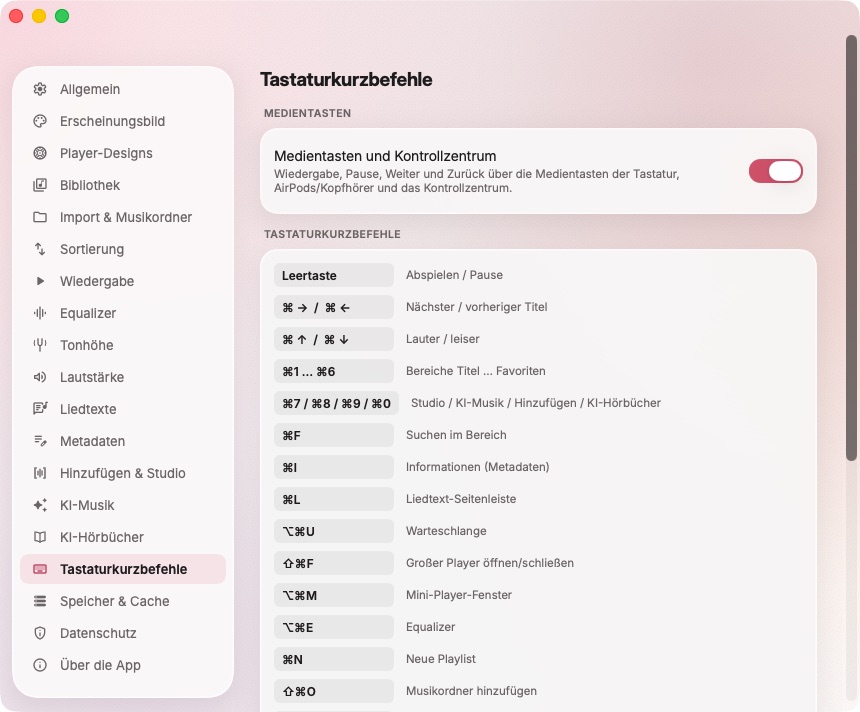 Allgemein
Erscheinungsbild
Player-Designs
Bibliothek
Import & Musikordner
Sortierung
Wiedergabe
Equalizer
Tonhöhe
Lautstärke
Liedtexte
Metadaten
Hinzufügen & Studio
KI-Musik
KI-Hörbücher
Tastaturkurzbefehle
Speicher & Cache
Datenschutz
Über die App
Tastaturkurzbefehle
MEDIENTASTEN
Medientasten und Kontrollzentrum
Wiedergabe, Pause, Weiter und Zurück über die Medientasten der Tastatur,
AirPods/Kopfhörer und das Kontrollzentrum.
TASTATURKURZBEFEHLE
Leertaste Abspielen / Pause
⌘ → / ⌘ ← Nächster / vorheriger Titel
⌘ ↑ / ⌘ ↓ Lauter / leiser
⌘1 … ⌘6 Bereiche Titel … Favoriten
⌘7 / ⌘8 / ⌘9 / ⌘0 Studio / KI-Musik / Hinzufügen / KI-Hörbücher
⌘F Suchen im Bereich
⌘I Informationen (Metadaten)
⌘L Liedtext-Seitenleiste
⌥⌘U Warteschlange
⇧⌘F Großer Player öffnen/schließen
⌥⌘M Mini-Player-Fenster
⌥⌘E Equalizer
⌘N Neue Playlist
⇧⌘O Musikordner hinzufügen